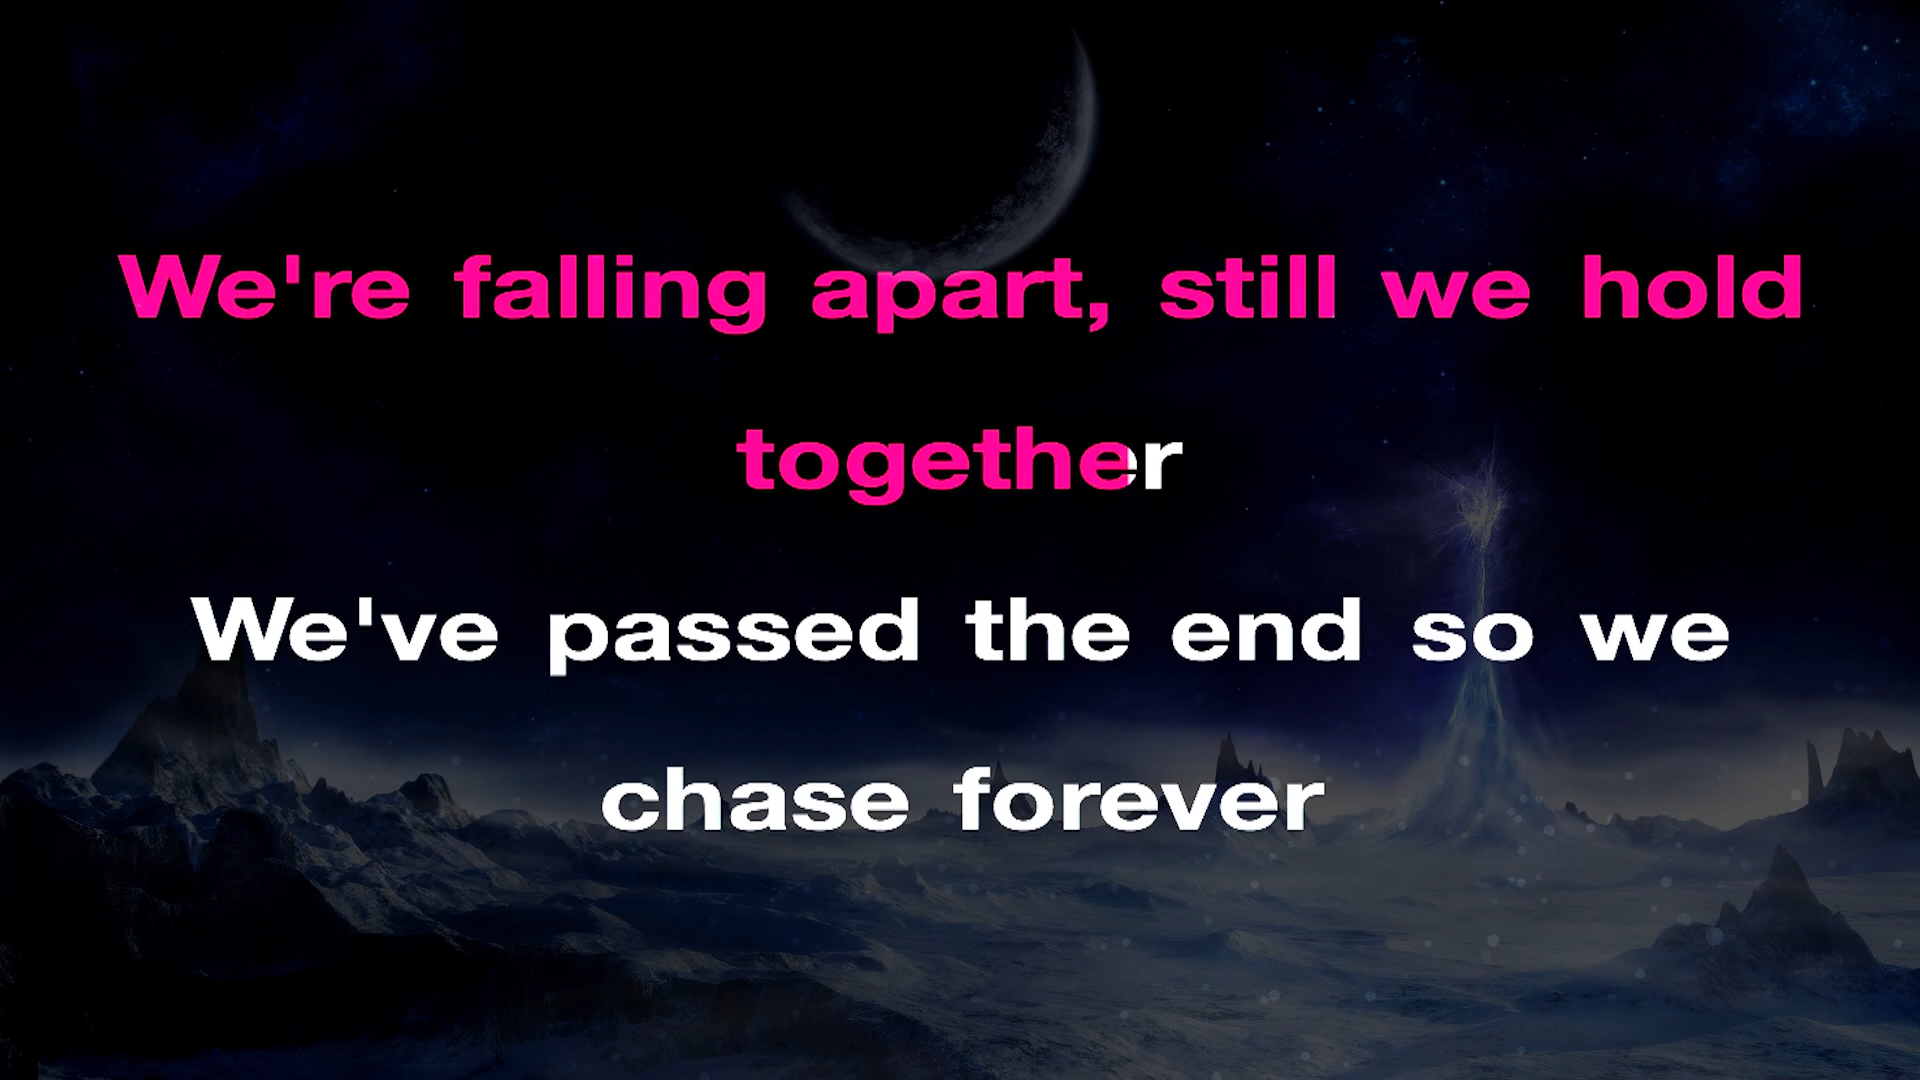 We're falling apart, still we hold
together
We've passed the end so we
chase forever